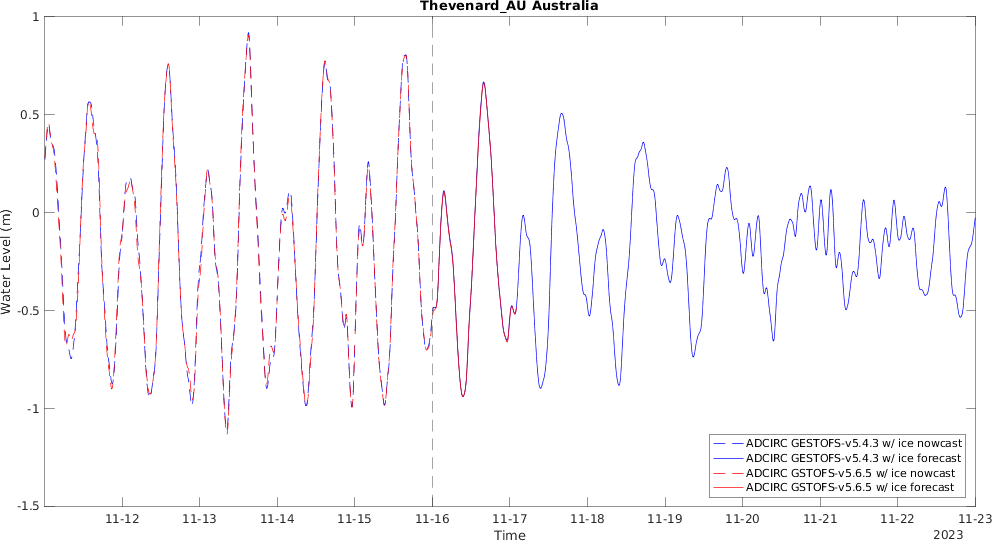 Thevenard_AU Australia
Water Level (m)
1
0.5
0
-0.5
-1
-1.5
ADCIRC GESTOFS-v5.4.3 w/ ice nowcast
ADCIRC GESTOFS-v5.4.3 w/ ice forecast
ADCIRC GSTOFS-v5.6.5 w/ ice nowcast
ADCIRC GSTOFS-v5.6.5 w/ ice forecast
11-12 11-13 11-14 11-15 11-16 11-17 11-18 11-19 11-20 11-21 11-22 11-23
Time
2023